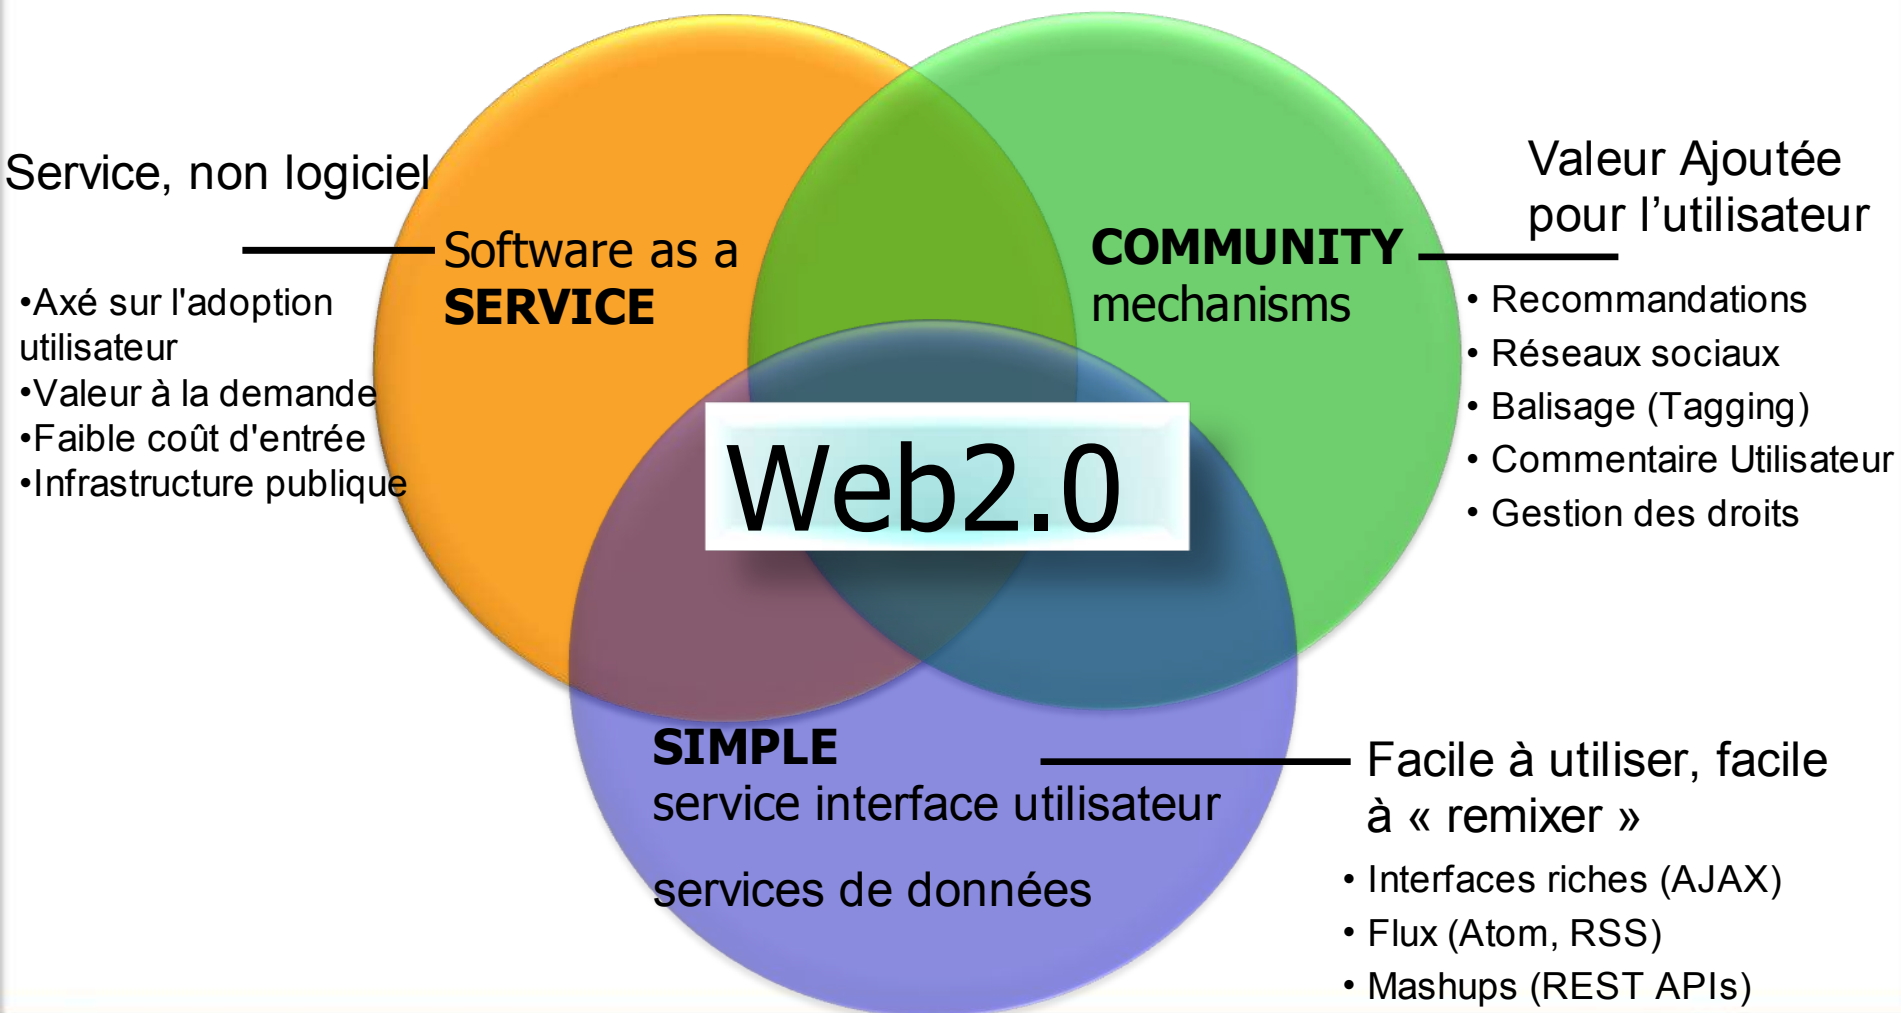 Service, non logiciel
Software as a
SERVICE
•Axé sur l'adoption
utilisateur
•Valeur à la demande
•Faible coût d'entrée
•Infrastructure publique
COMMUNITY
mechanisms
Valeur Ajoutée
pour l’utilisateur
• Recommandations
• Réseaux sociaux
• Balisage (Tagging)
• Commentaire Utilisateur
• Gestion des droits
Web2.0
SIMPLE
service interface utilisateur
services de données
Facile à utiliser, facile
à « remixer »
• Interfaces riches (AJAX)
• Flux (Atom, RSS)
• Mashups (REST APIs)